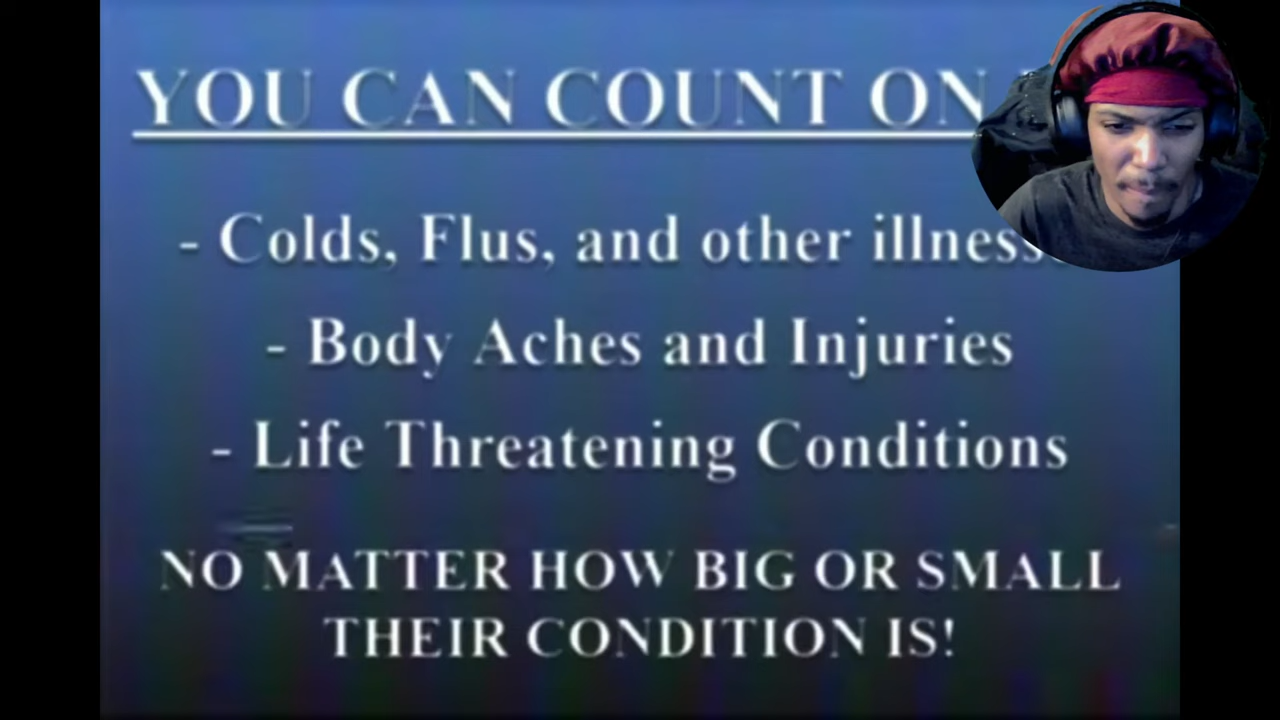 YOU CAN COUNT ON
- Colds, Flus, and other
- Body Aches and Injuries
- Life Threatening Conditions
NO MATTER HOW BIG OR SMALL
THEIR CONDITION IS!